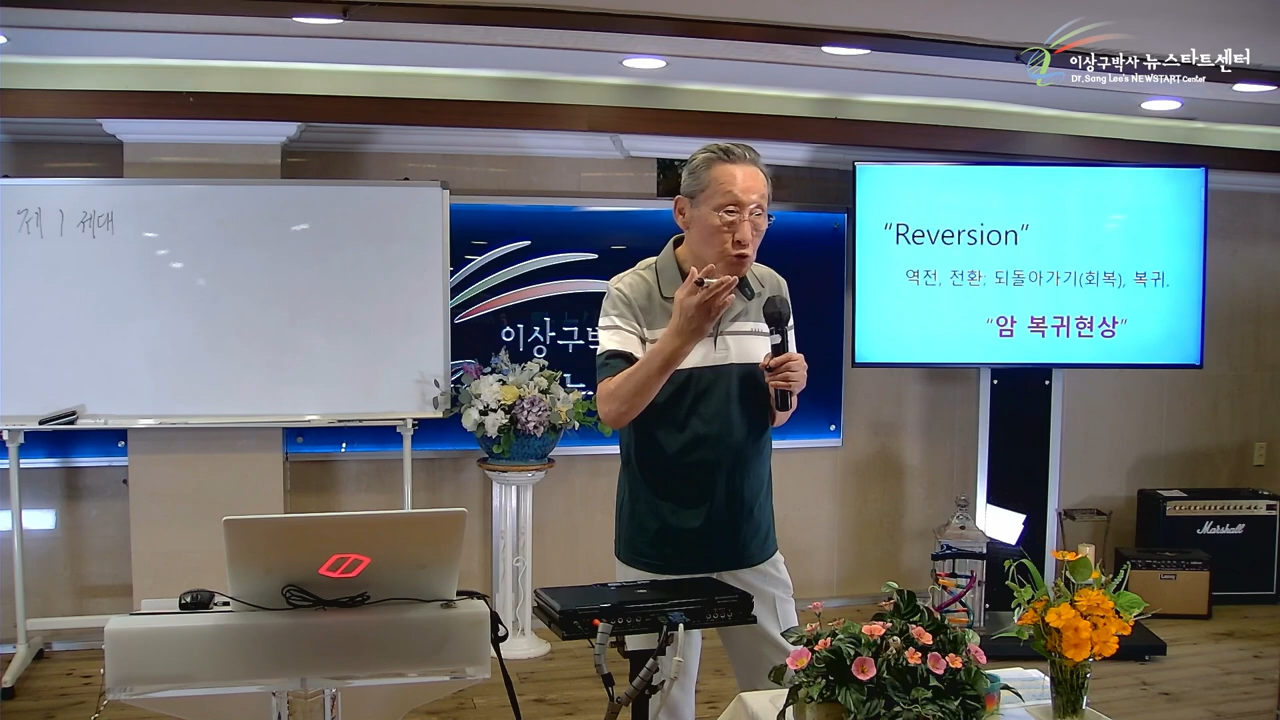 이상구박사 뉴스타트센터
Dr.Sang Lee's NEWSTART Center
제 1 세대
이상구박
"Reversion"
역전, 전환; 되돌아가기(회복), 복귀.
"암 복귀현상"
Marshall
Laney